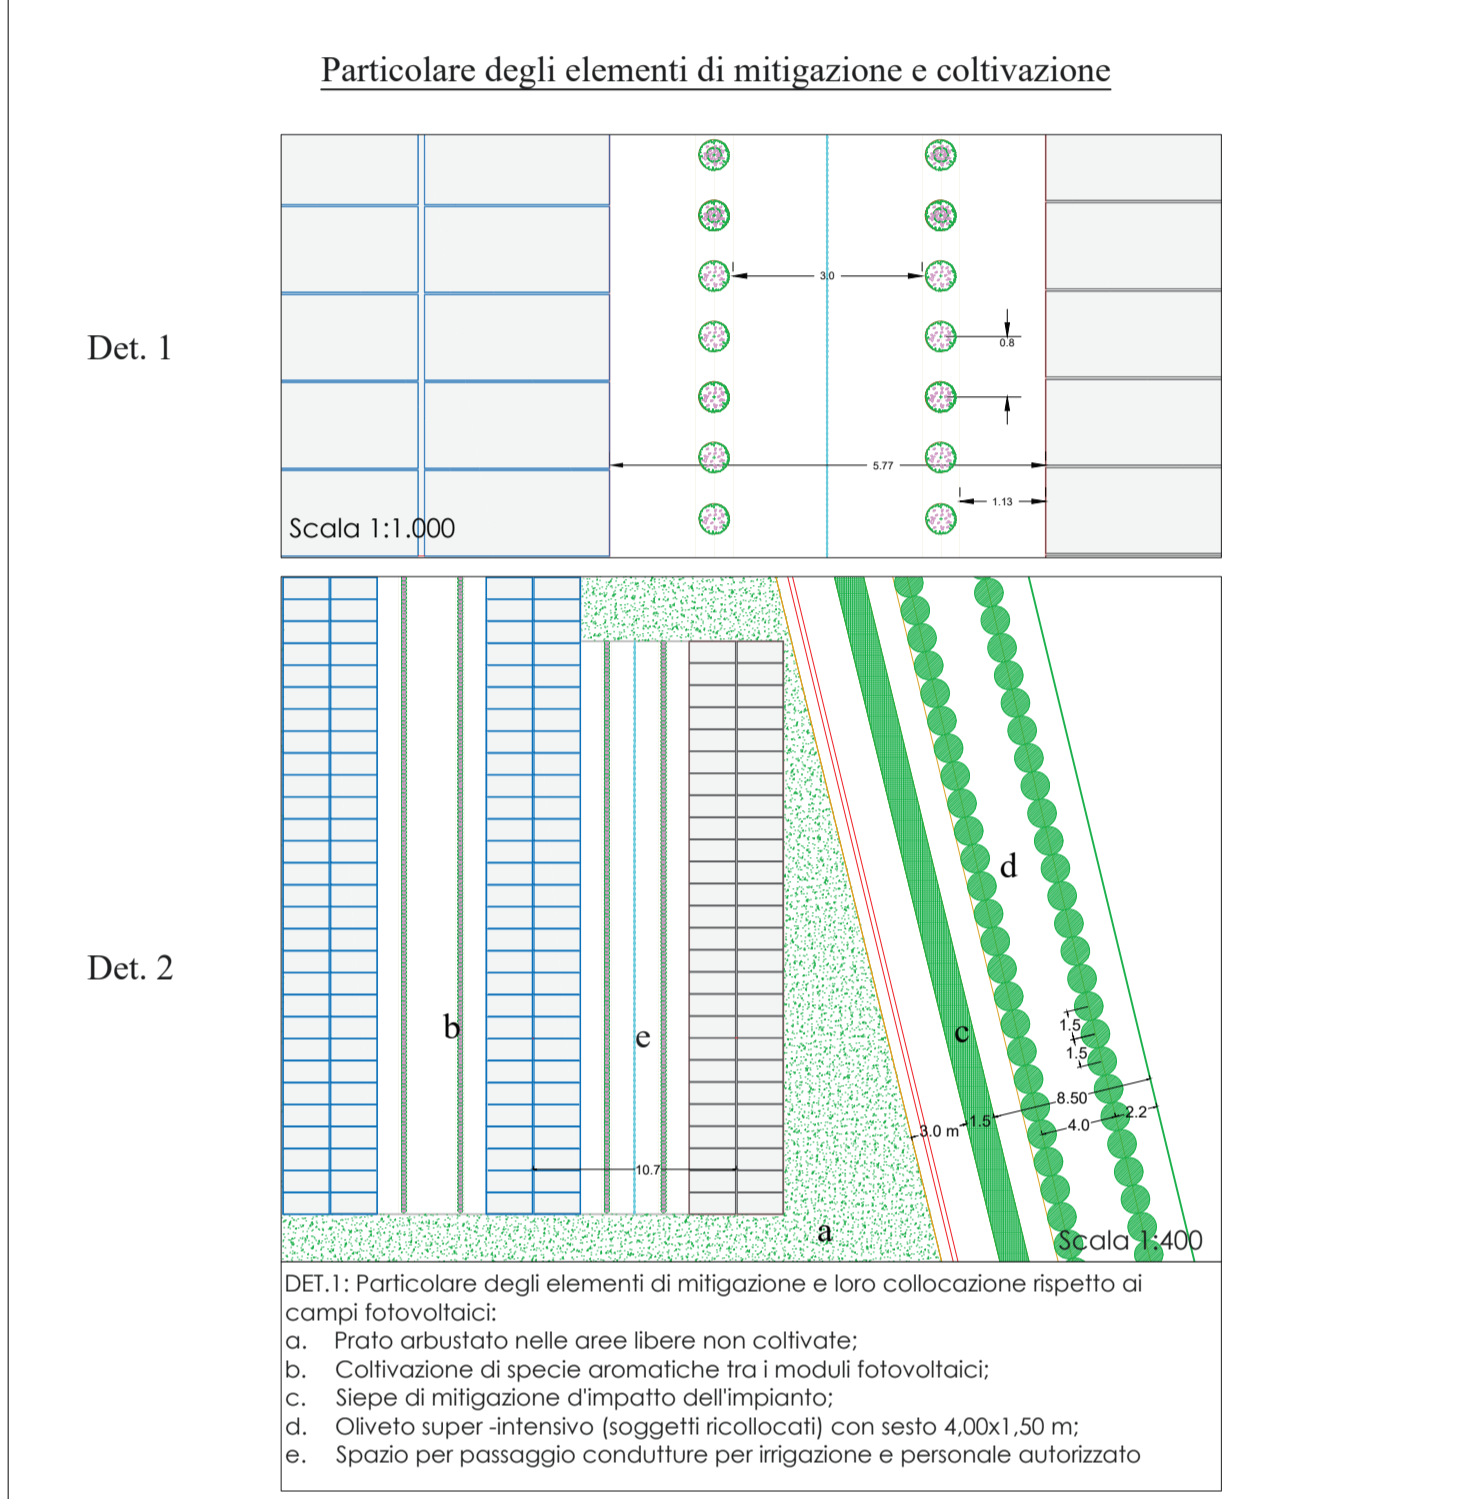 Particolare degli elementi di mitigazione e coltivazione
Det. 1
3.0
0.8
5.77
1.13
Scala 1:1.000
Det. 2
d
b
e
c
1.5
1.5
8.50
2.2
4.0
1.5
3.0 m
10.7
a
Scala 1:400
DET.1: Particolare degli elementi di mitigazione e loro collocazione rispetto ai
campi fotovoltaici:
a. Prato arbustato nelle aree libere non coltivate;
b. Coltivazione di specie aromatiche tra i moduli fotovoltaici;
c. Siepe di mitigazione d'impatto dell'impianto;
d. Oliveto super -intensivo (soggetti ricollocati) con sesto 4,00x1,50 m;
e. Spazio per passaggio condutture per irrigazione e personale autorizzato